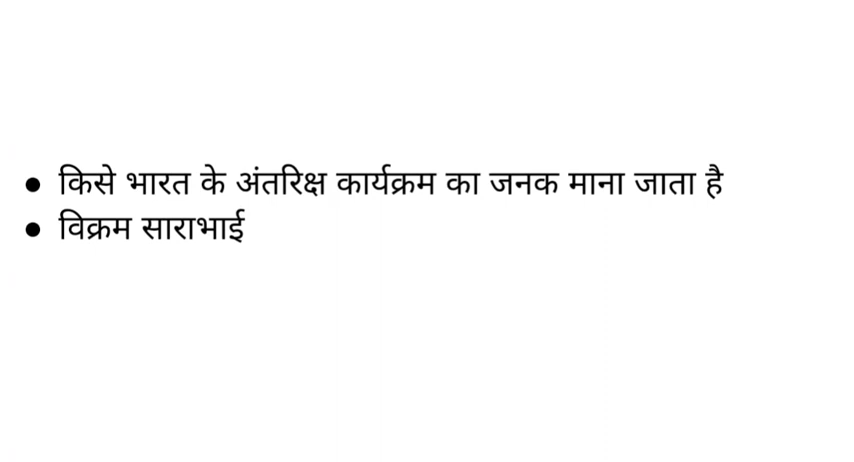 ● किसे भारत के अंतरिक्ष कार्यक्रम का जनक माना जाता है
● विक्रम साराभाई